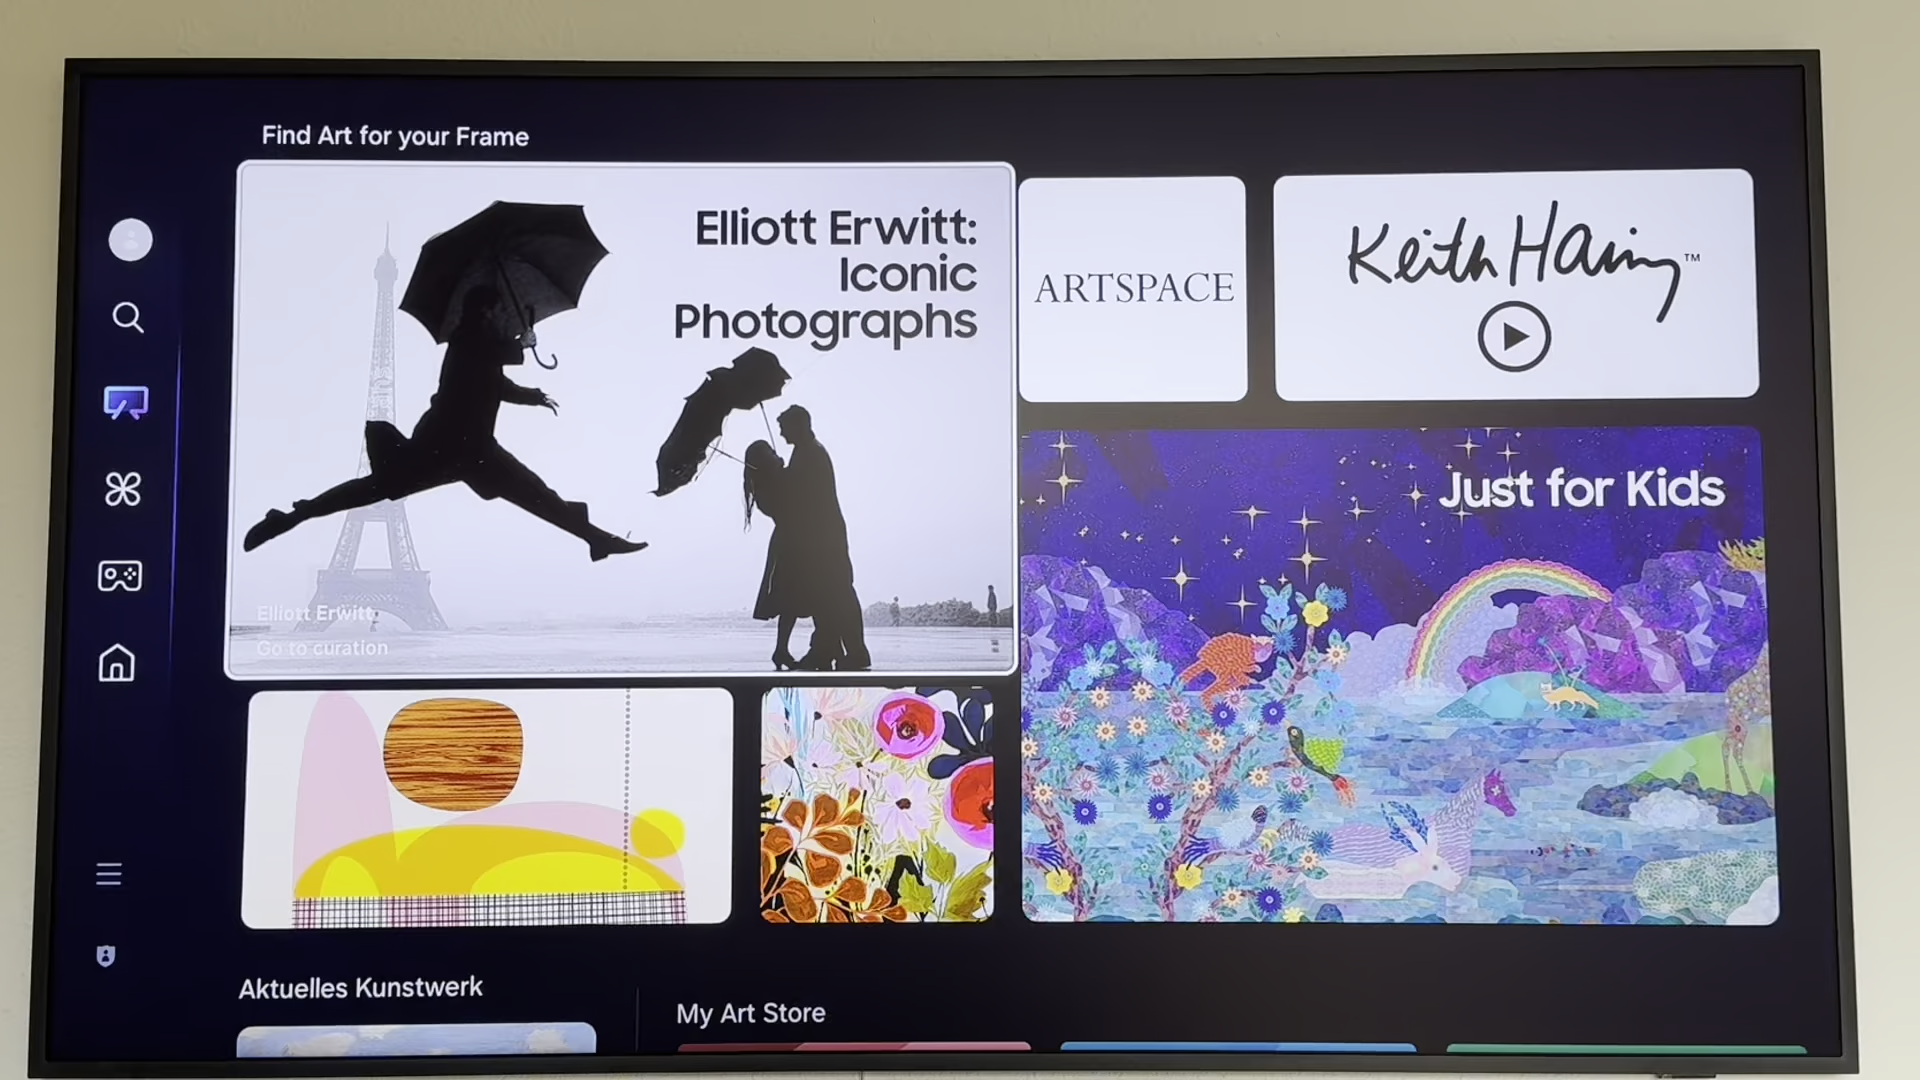 Find Art for your Frame
Elliott Erwitt:
Iconic
Photographs
Elliott Erwitt
Go to curation
ARTSPACE
Keith Haring™
Just for Kids
Aktuelles Kunstwerk
My Art Store